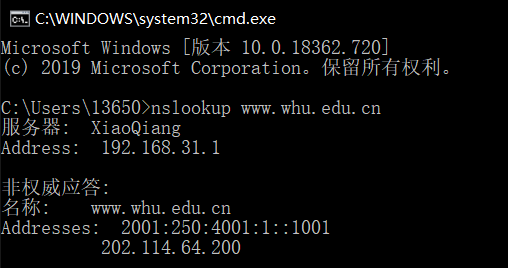 C:\WINDOWS\system32\cmd.exe
Microsoft Windows [版本 10.0.18362.720]
(c) 2019 Microsoft Corporation。保留所有权利。
C:\Users\13650>nslookup www.whu.edu.cn
服务器:  XiaoQiang
Address:  192.168.31.1
非权威应答:
名称:    www.whu.edu.cn
Addresses:  2001:250:4001:1::1001
202.114.64.200